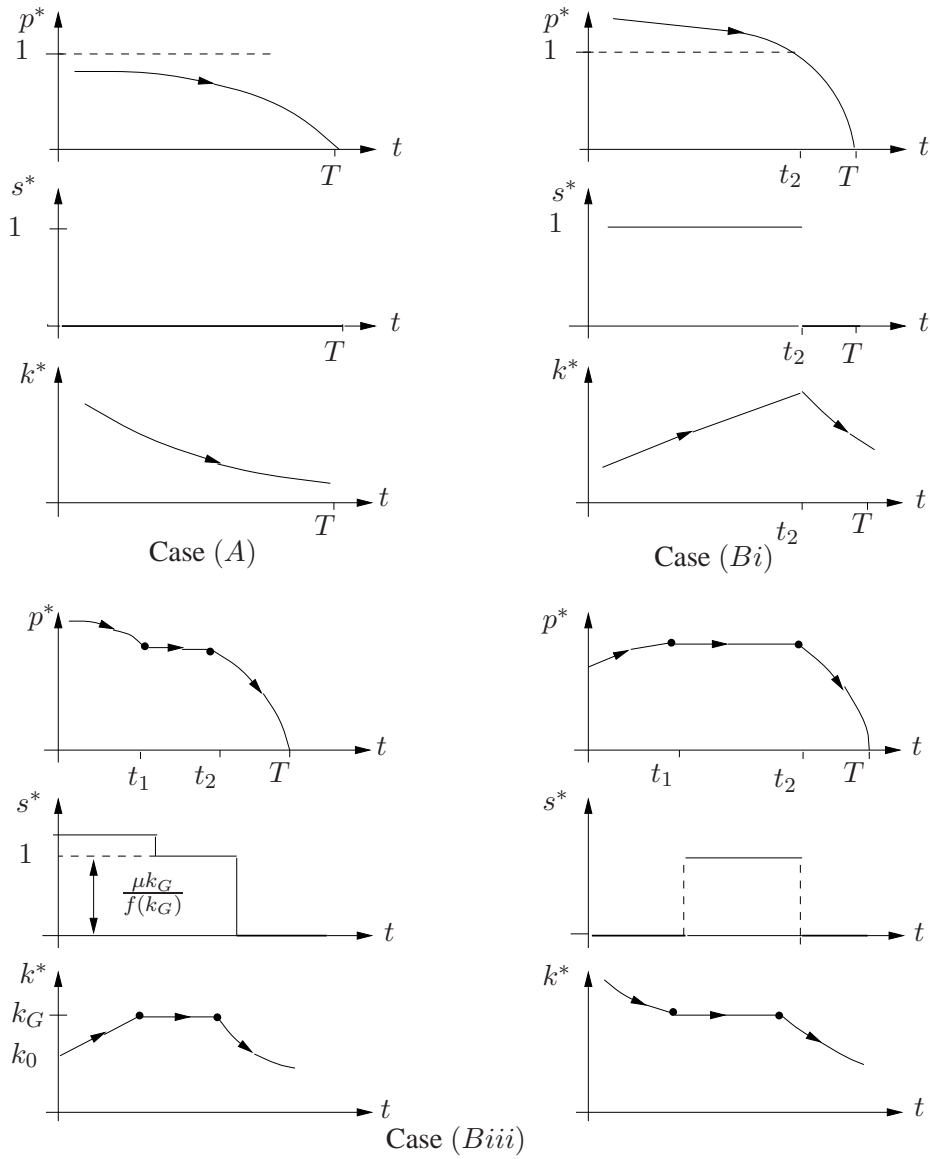 p*
1
t
T
s*
1
t
T
k*
t
T
Case (A)
p*
1
t
t₂
T
s*
1
t
t₂
T
k*
t
t₂
T
Case (Bi)
p*
t
t₁
t₂
T
s*
1
μk_G
f(k_G)
t
k*
k_G
k₀
t
p*
t
t₁
t₂
T
s*
t
k*
t
Case (Biii)